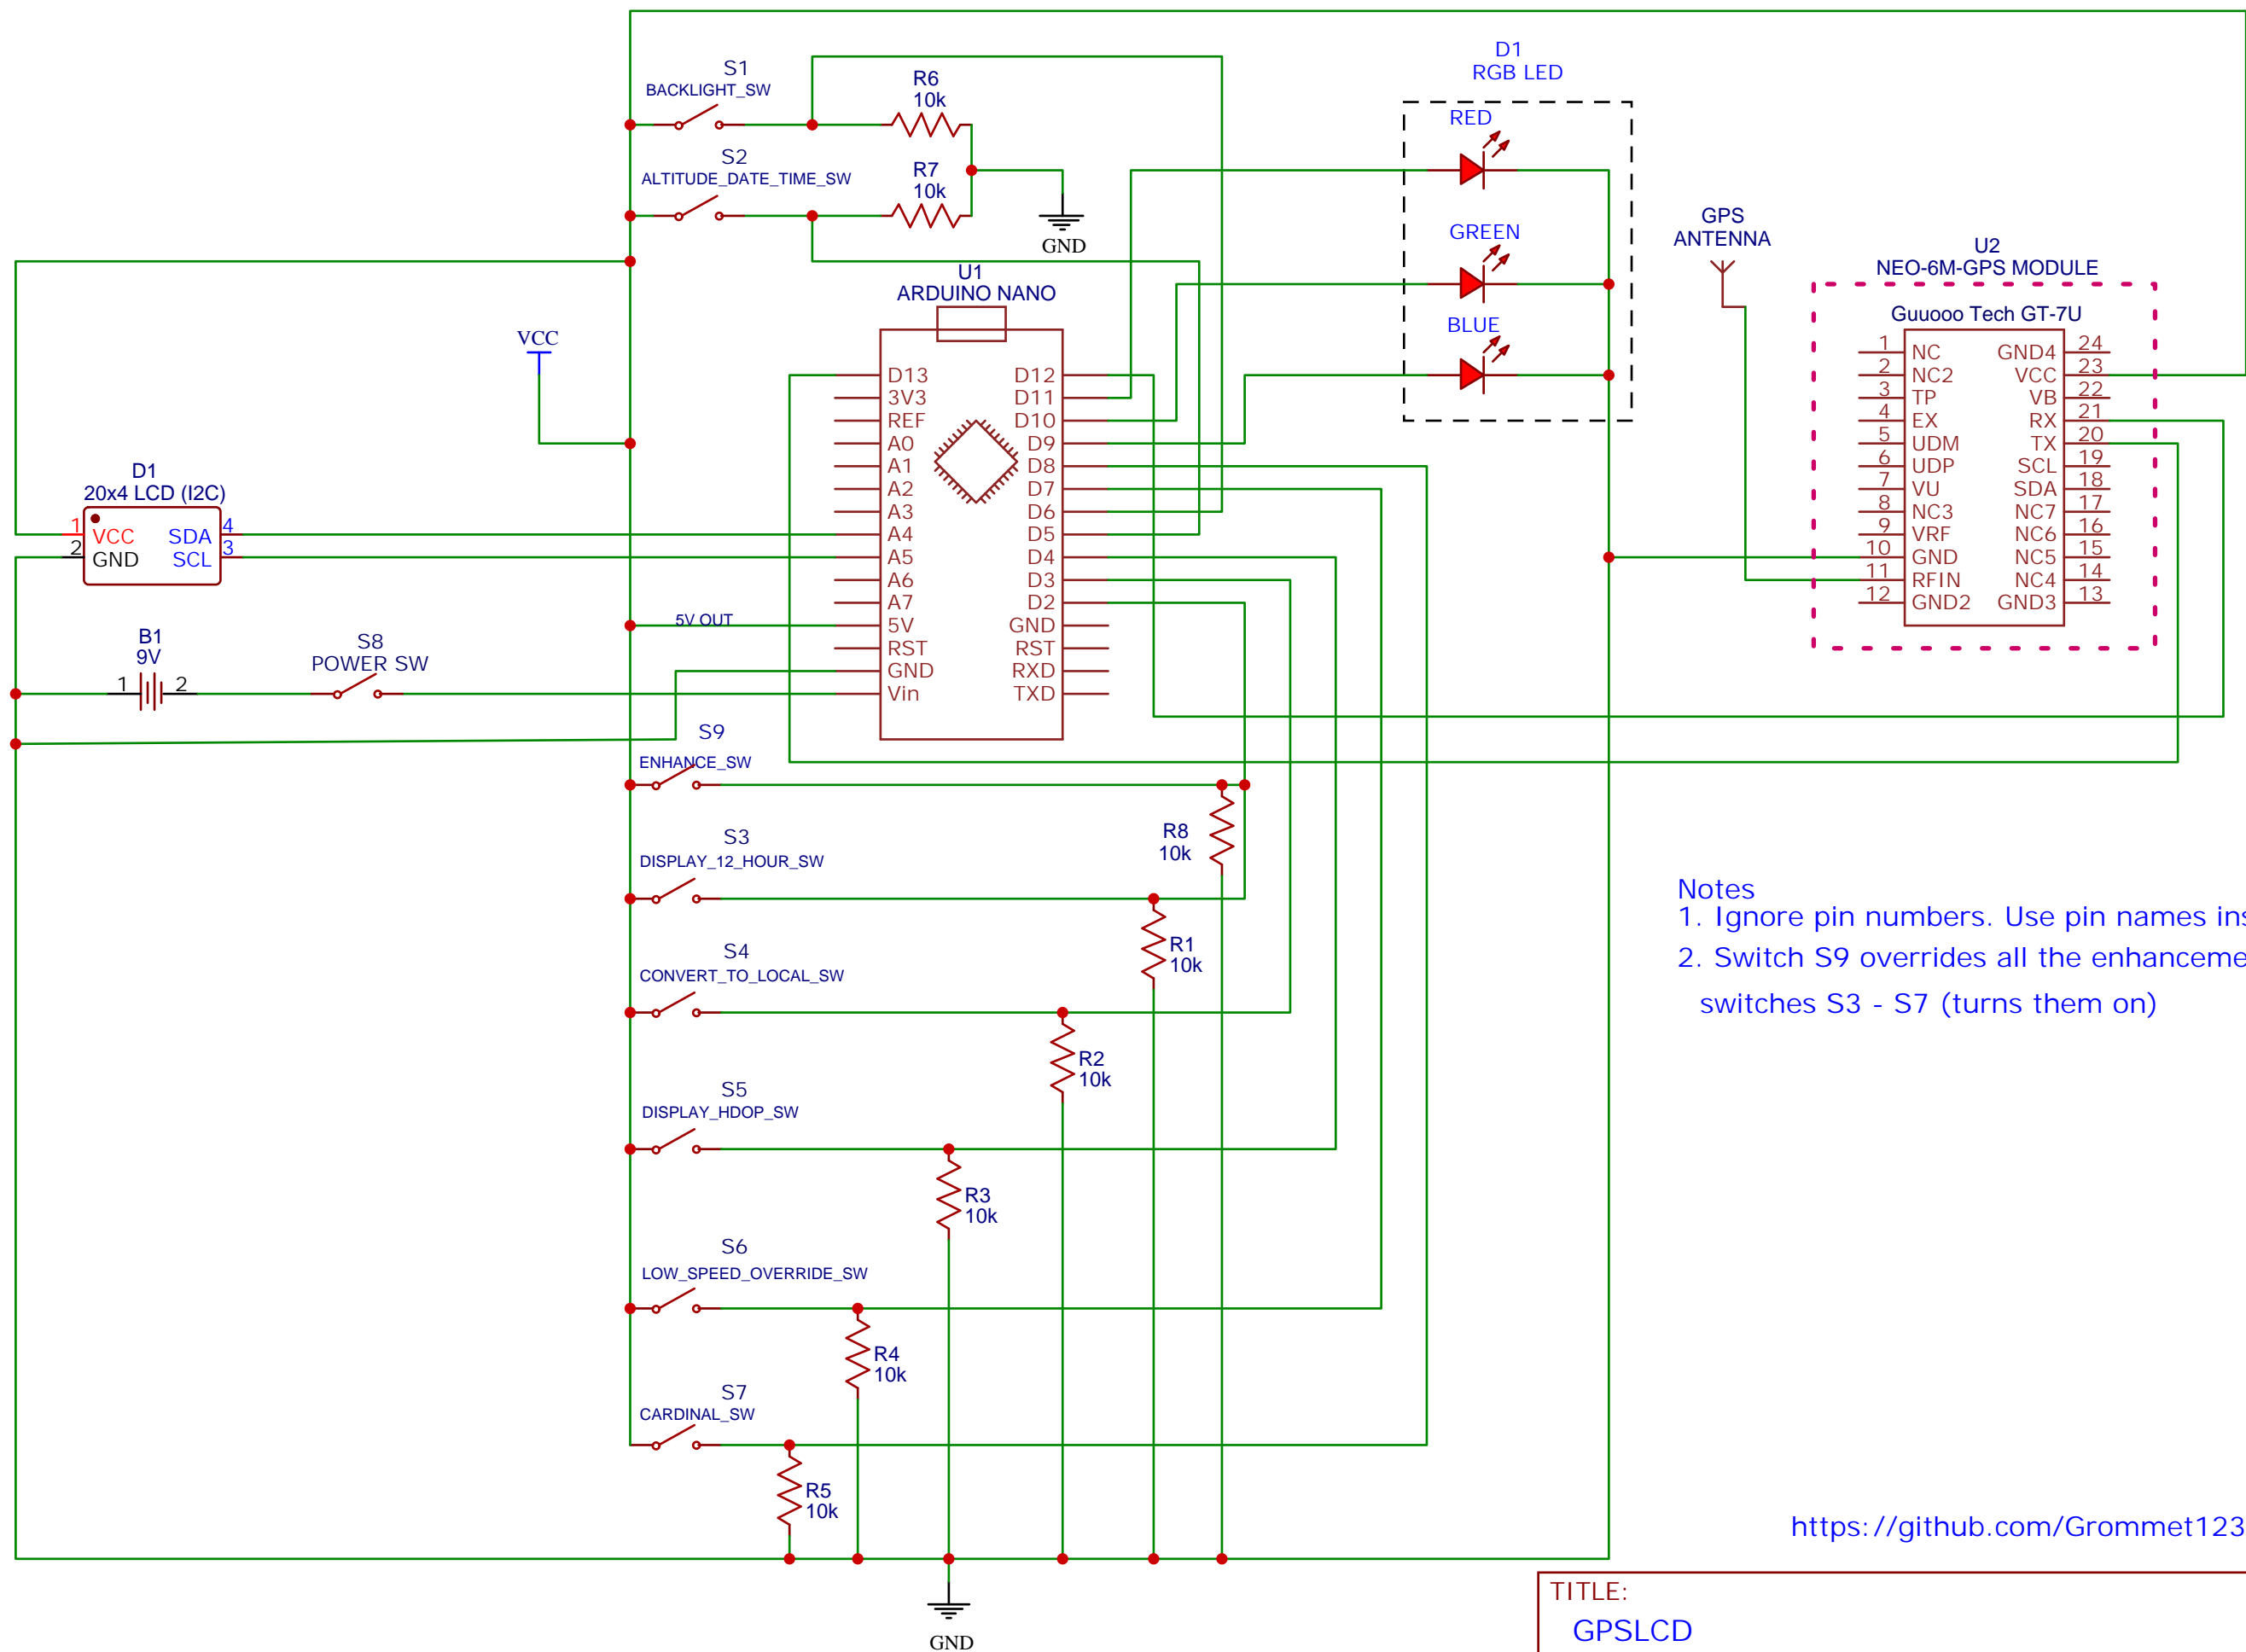 S1
BACKLIGHT_SW
R6
10k
S2
ALTITUDE_DATE_TIME_SW
R7
10k
GND
D1
RGB LED
RED
GREEN
BLUE
GPS
ANTENNA
U2
NEO-6M-GPS MODULE
Guuooo Tech GT-7U
1 NC GND4 24
2 NC2 VCC 23
3 TP VB 22
4 EX RX 21
5 UDM TX 20
6 UDP SCL 19
7 VU SDA 18
8 NC3 NC7 17
9 VRF NC6 16
10 GND NC5 15
11 RFIN NC4 14
12 GND2 GND3 13
U1
ARDUINO NANO
D13 D12
3V3 D11
REF D10
A0 D9
A1 D8
A2 D7
A3 D6
A4 D5
A5 D4
A6 D3
A7 D2
5V GND
RST RST
GND RXD
Vin TXD
VCC
D1
20x4 LCD (I2C)
1 VCC SDA 4
2 GND SCL 3
5V OUT
B1
9V
1 2
S8
POWER SW
S9
ENHANCE_SW
R8
10k
S3
DISPLAY_12_HOUR_SW
R1
10k
S4
CONVERT_TO_LOCAL_SW
R2
10k
S5
DISPLAY_HDOP_SW
R3
10k
S6
LOW_SPEED_OVERRIDE_SW
R4
10k
S7
CARDINAL_SW
R5
10k
GND
Notes
1. Ignore pin numbers. Use pin names
2. Switch S9 overrides all the
switches S3 - S7 (turns them on)
https://github.com/Grommet123
TITLE:
GPSLCD